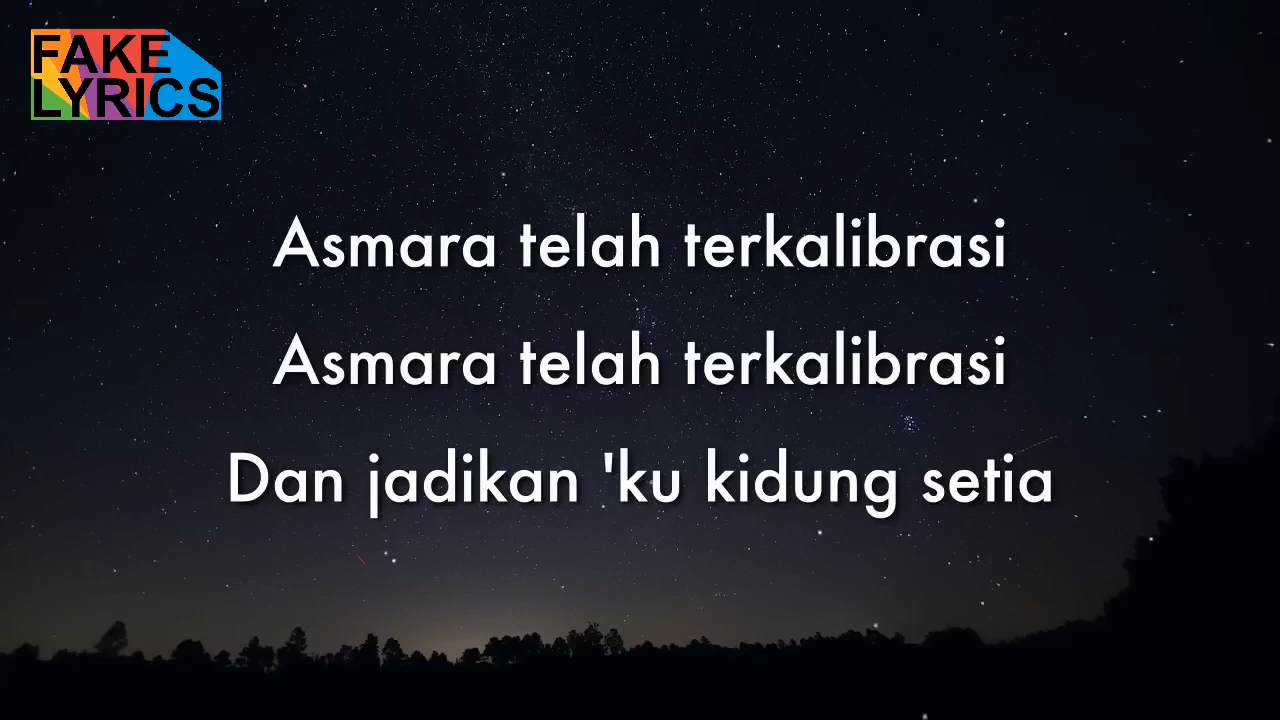 FAKE
LYRICS
Asmara telah terkalibrasi
Asmara telah terkalibrasi
Dan jadikan 'ku kidung setia